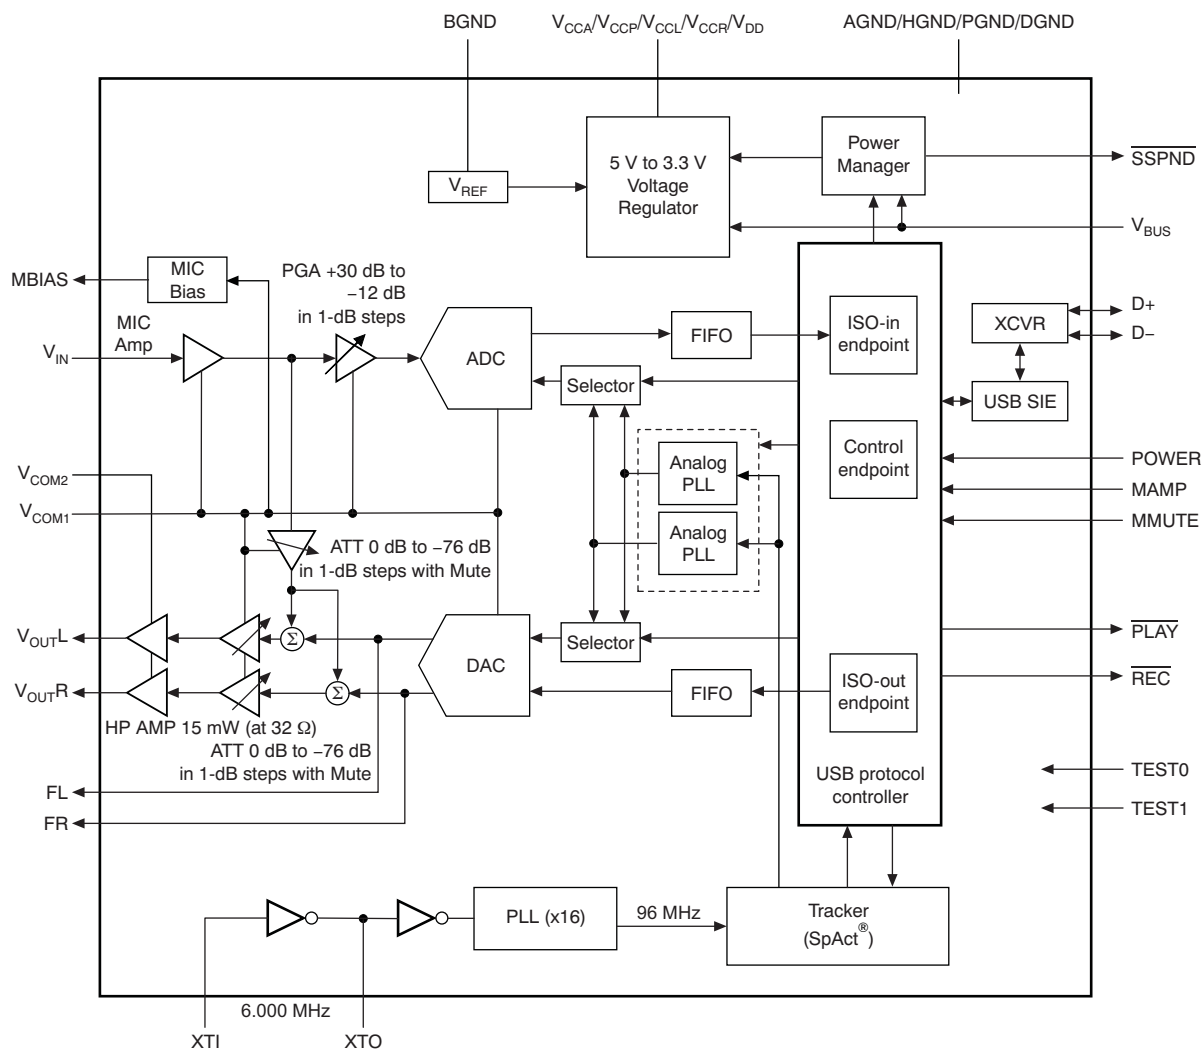 BGND
VCCA/VCCP/VCCL/VCCR/VDD
AGND/HGND/PGND/DGND
5 V to 3.3 V
Voltage
Regulator
Power
Manager
SSPND
VREF
VBUS
MBIAS
MIC
Bias
PGA +30 dB to
−12 dB
in 1-dB steps
MIC
Amp
VIN
ADC
FIFO
ISO-in
endpoint
XCVR
D+
D−
Selector
USB SIE
Analog
PLL
Control
endpoint
POWER
MAMP
MMUTE
VCOM2
VCOM1
Analog
PLL
ATT 0 dB to −76 dB
in 1-dB steps with Mute
VOUTL
Σ
DAC
Selector
PLAY
VOUTR
Σ
FIFO
ISO-out
endpoint
REC
HP AMP 15 mW (at 32 Ω)
ATT 0 dB to −76 dB
in 1-dB steps with Mute
USB protocol
controller
TEST0
TEST1
FL
FR
PLL (x16)
96 MHz
Tracker
(SpAct®)
6.000 MHz
XTI
XTO